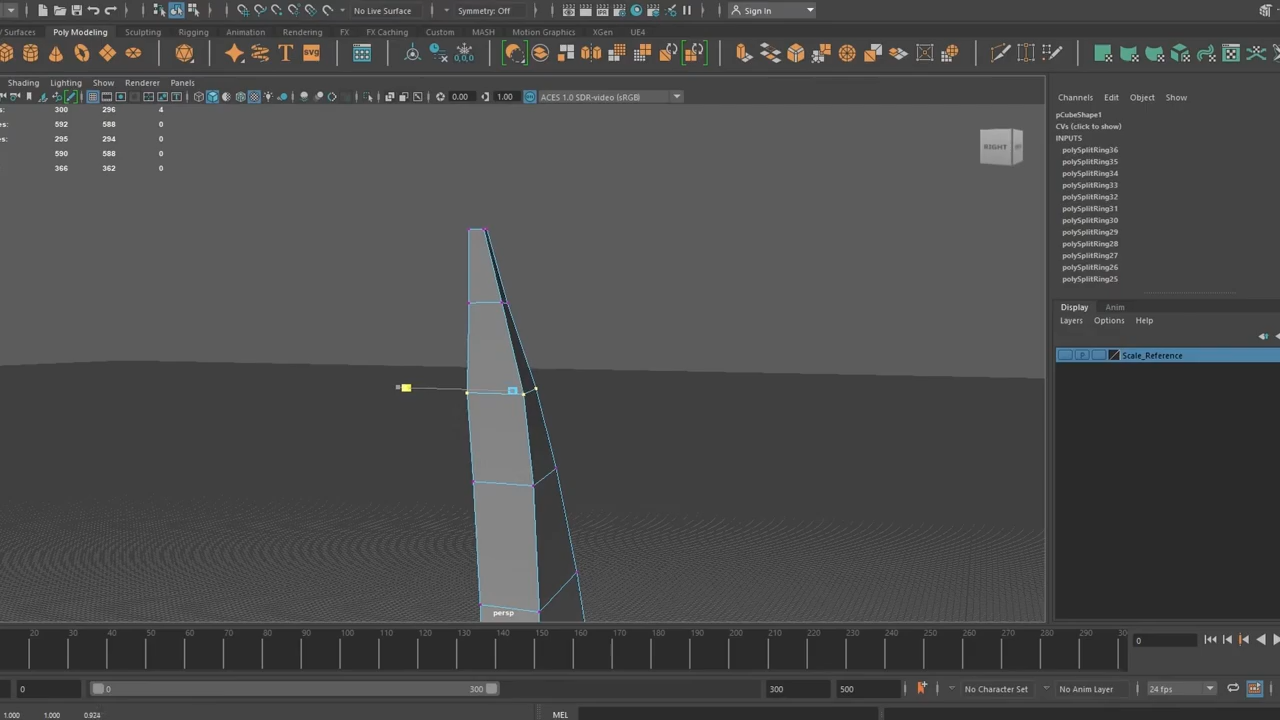 No Live Surface Symmetry: Off Sign In
Surfaces Poly Modeling Sculpting Rigging Animation Rendering FX FX Caching Custom MASH Motion Graphics XGen UE4
Shading Lighting Show Renderer Panels
0.00 1.00 ACES 1.0 SDR-video (sRGB)
s: 300 296 4
es: 592 588 0
es: 295 294 0
590 588 0
s: 366 362 0
RIGHT
persp
Channels Edit Object Show
pCubeShape1
CVs (click to show)
INPUTS
polySplitRing36
polySplitRing35
polySplitRing34
polySplitRing33
polySplitRing32
polySplitRing31
polySplitRing30
polySplitRing29
polySplitRing28
polySplitRing27
polySplitRing26
polySplitRing25
Display Anim
Layers Options Help
P Scale_Reference
20 30 40 50 60 70 80 90 100 110 120 130 140 150 160 170 180 190 200 210 220 230 240 250 260 270 280 290 30
0
0 0 300 300 500 No Character Set No Anim Layer 24 fps
1.000 1.000 0.924 MEL